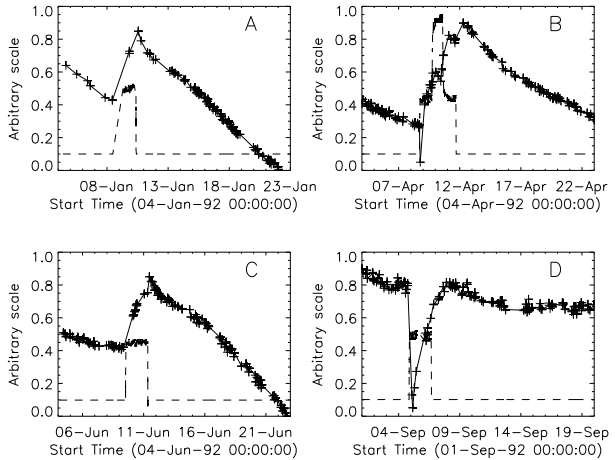 A
1.0
0.8
0.6
0.4
0.2
0.0
Arbitrary scale
08-Jan 13-Jan 18-Jan 23-Jan
Start Time (04-Jan-92 00:00:00)
B
1.0
0.8
0.6
0.4
0.2
0.0
Arbitrary scale
07-Apr 12-Apr 17-Apr 22-Apr
Start Time (04-Apr-92 00:00:00)
C
1.0
0.8
0.6
0.4
0.2
0.0
Arbitrary scale
06-Jun 11-Jun 16-Jun 21-Jun
Start Time (04-Jun-92 00:00:00)
D
1.0
0.8
0.6
0.4
0.2
0.0
Arbitrary scale
04-Sep 09-Sep 14-Sep 19-Sep
Start Time (01-Sep-92 00:00:00)